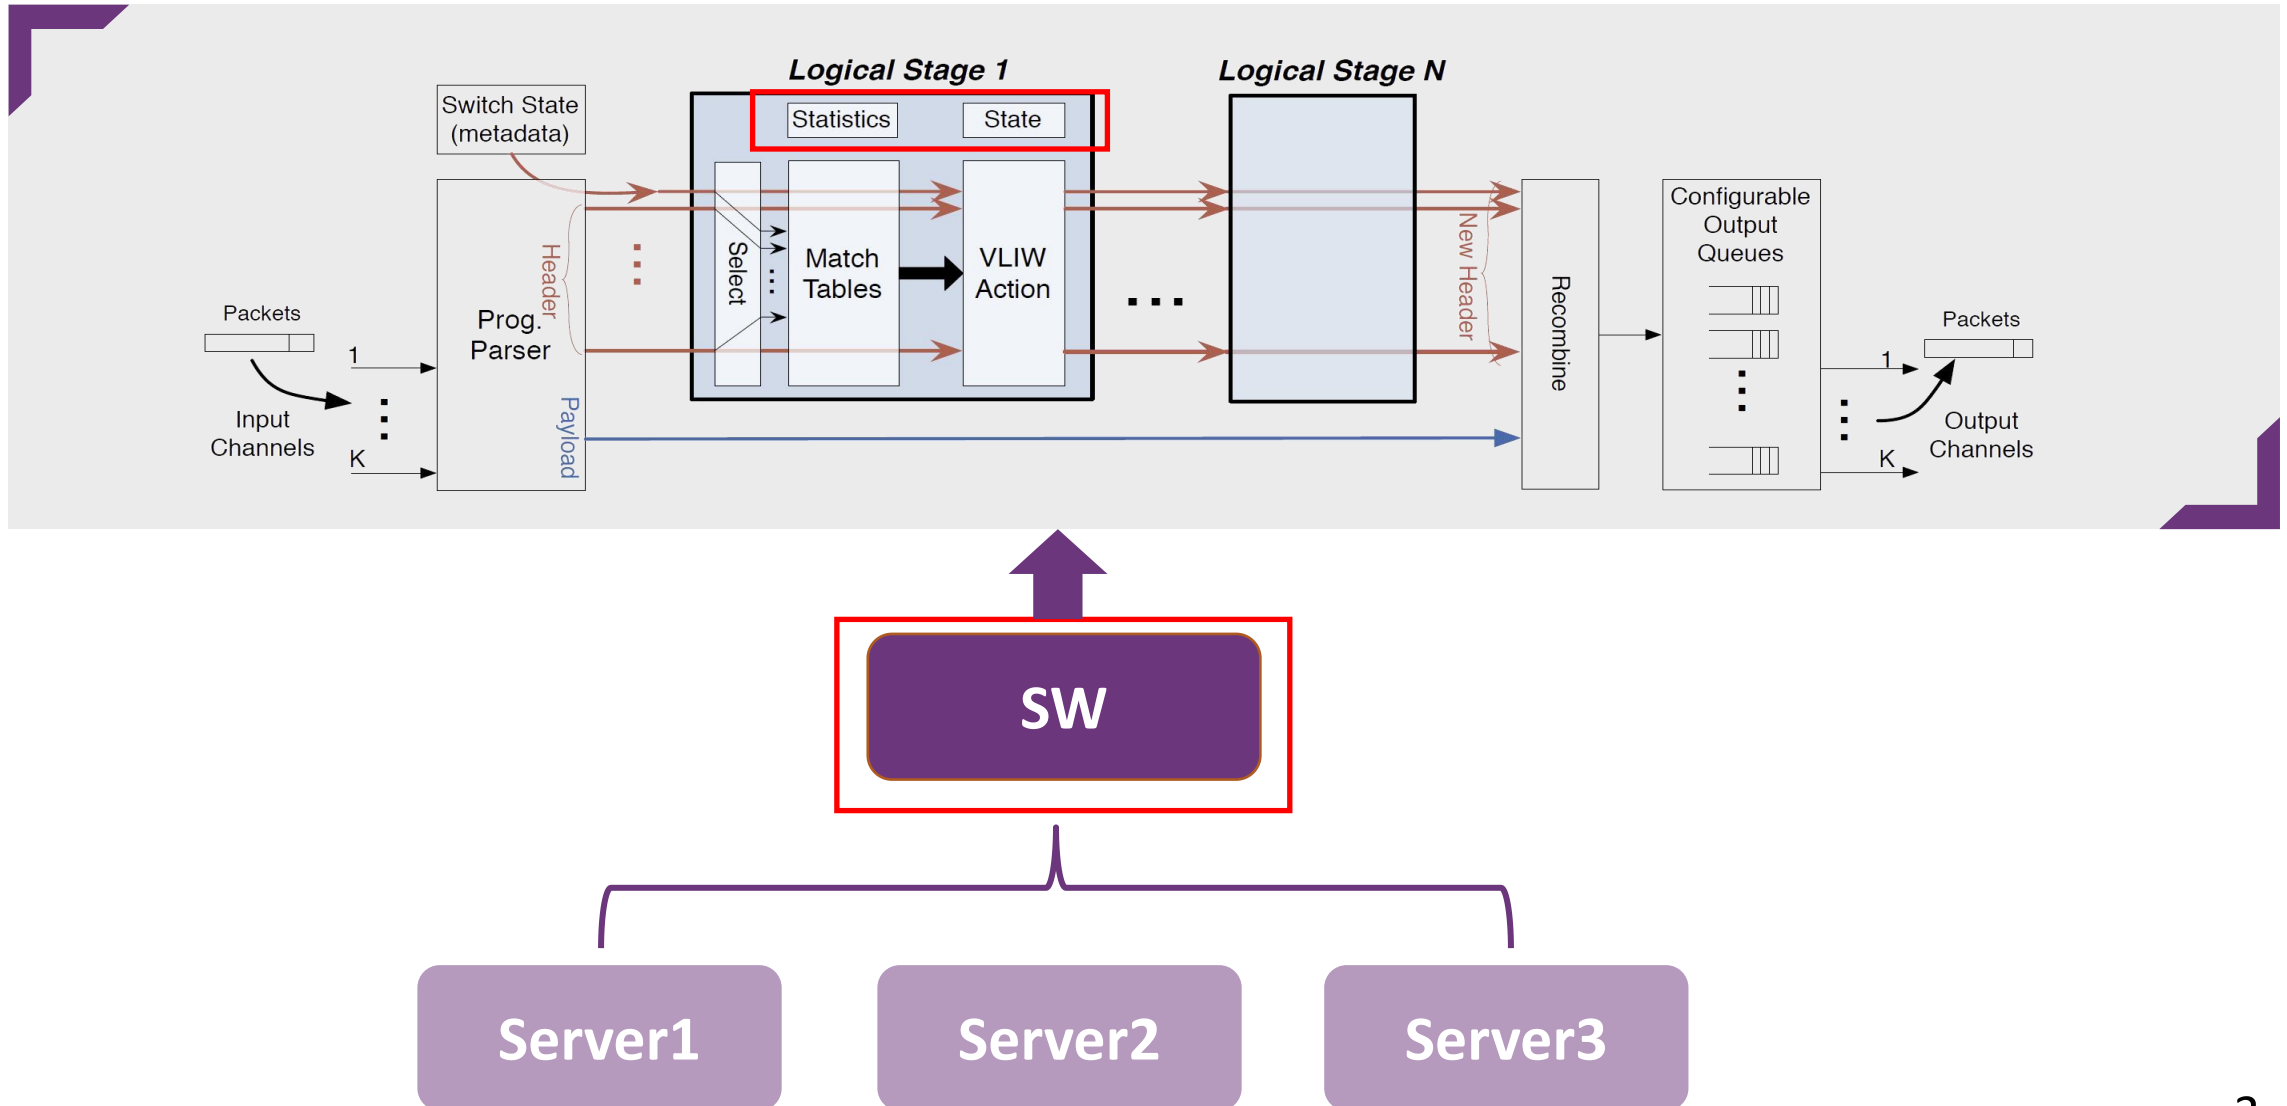 Logical Stage 1
Logical Stage N
Switch State
(metadata)
Statistics
State
Packets
1
K
Input
Channels
Prog.
Parser
Header
Payload
Select
Match
Tables
VLIW
Action
New Header
Recombine
Configurable
Output
Queues
1
K
Packets
Output
Channels
SW
Server1
Server2
Server3